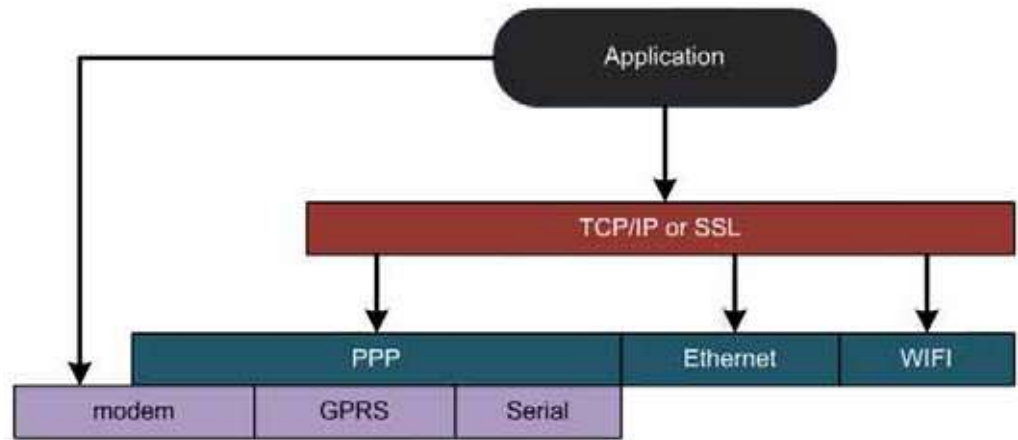 Application
TCP/IP or SSL
PPP
Ethernet
WIFI
modem
GPRS
Serial